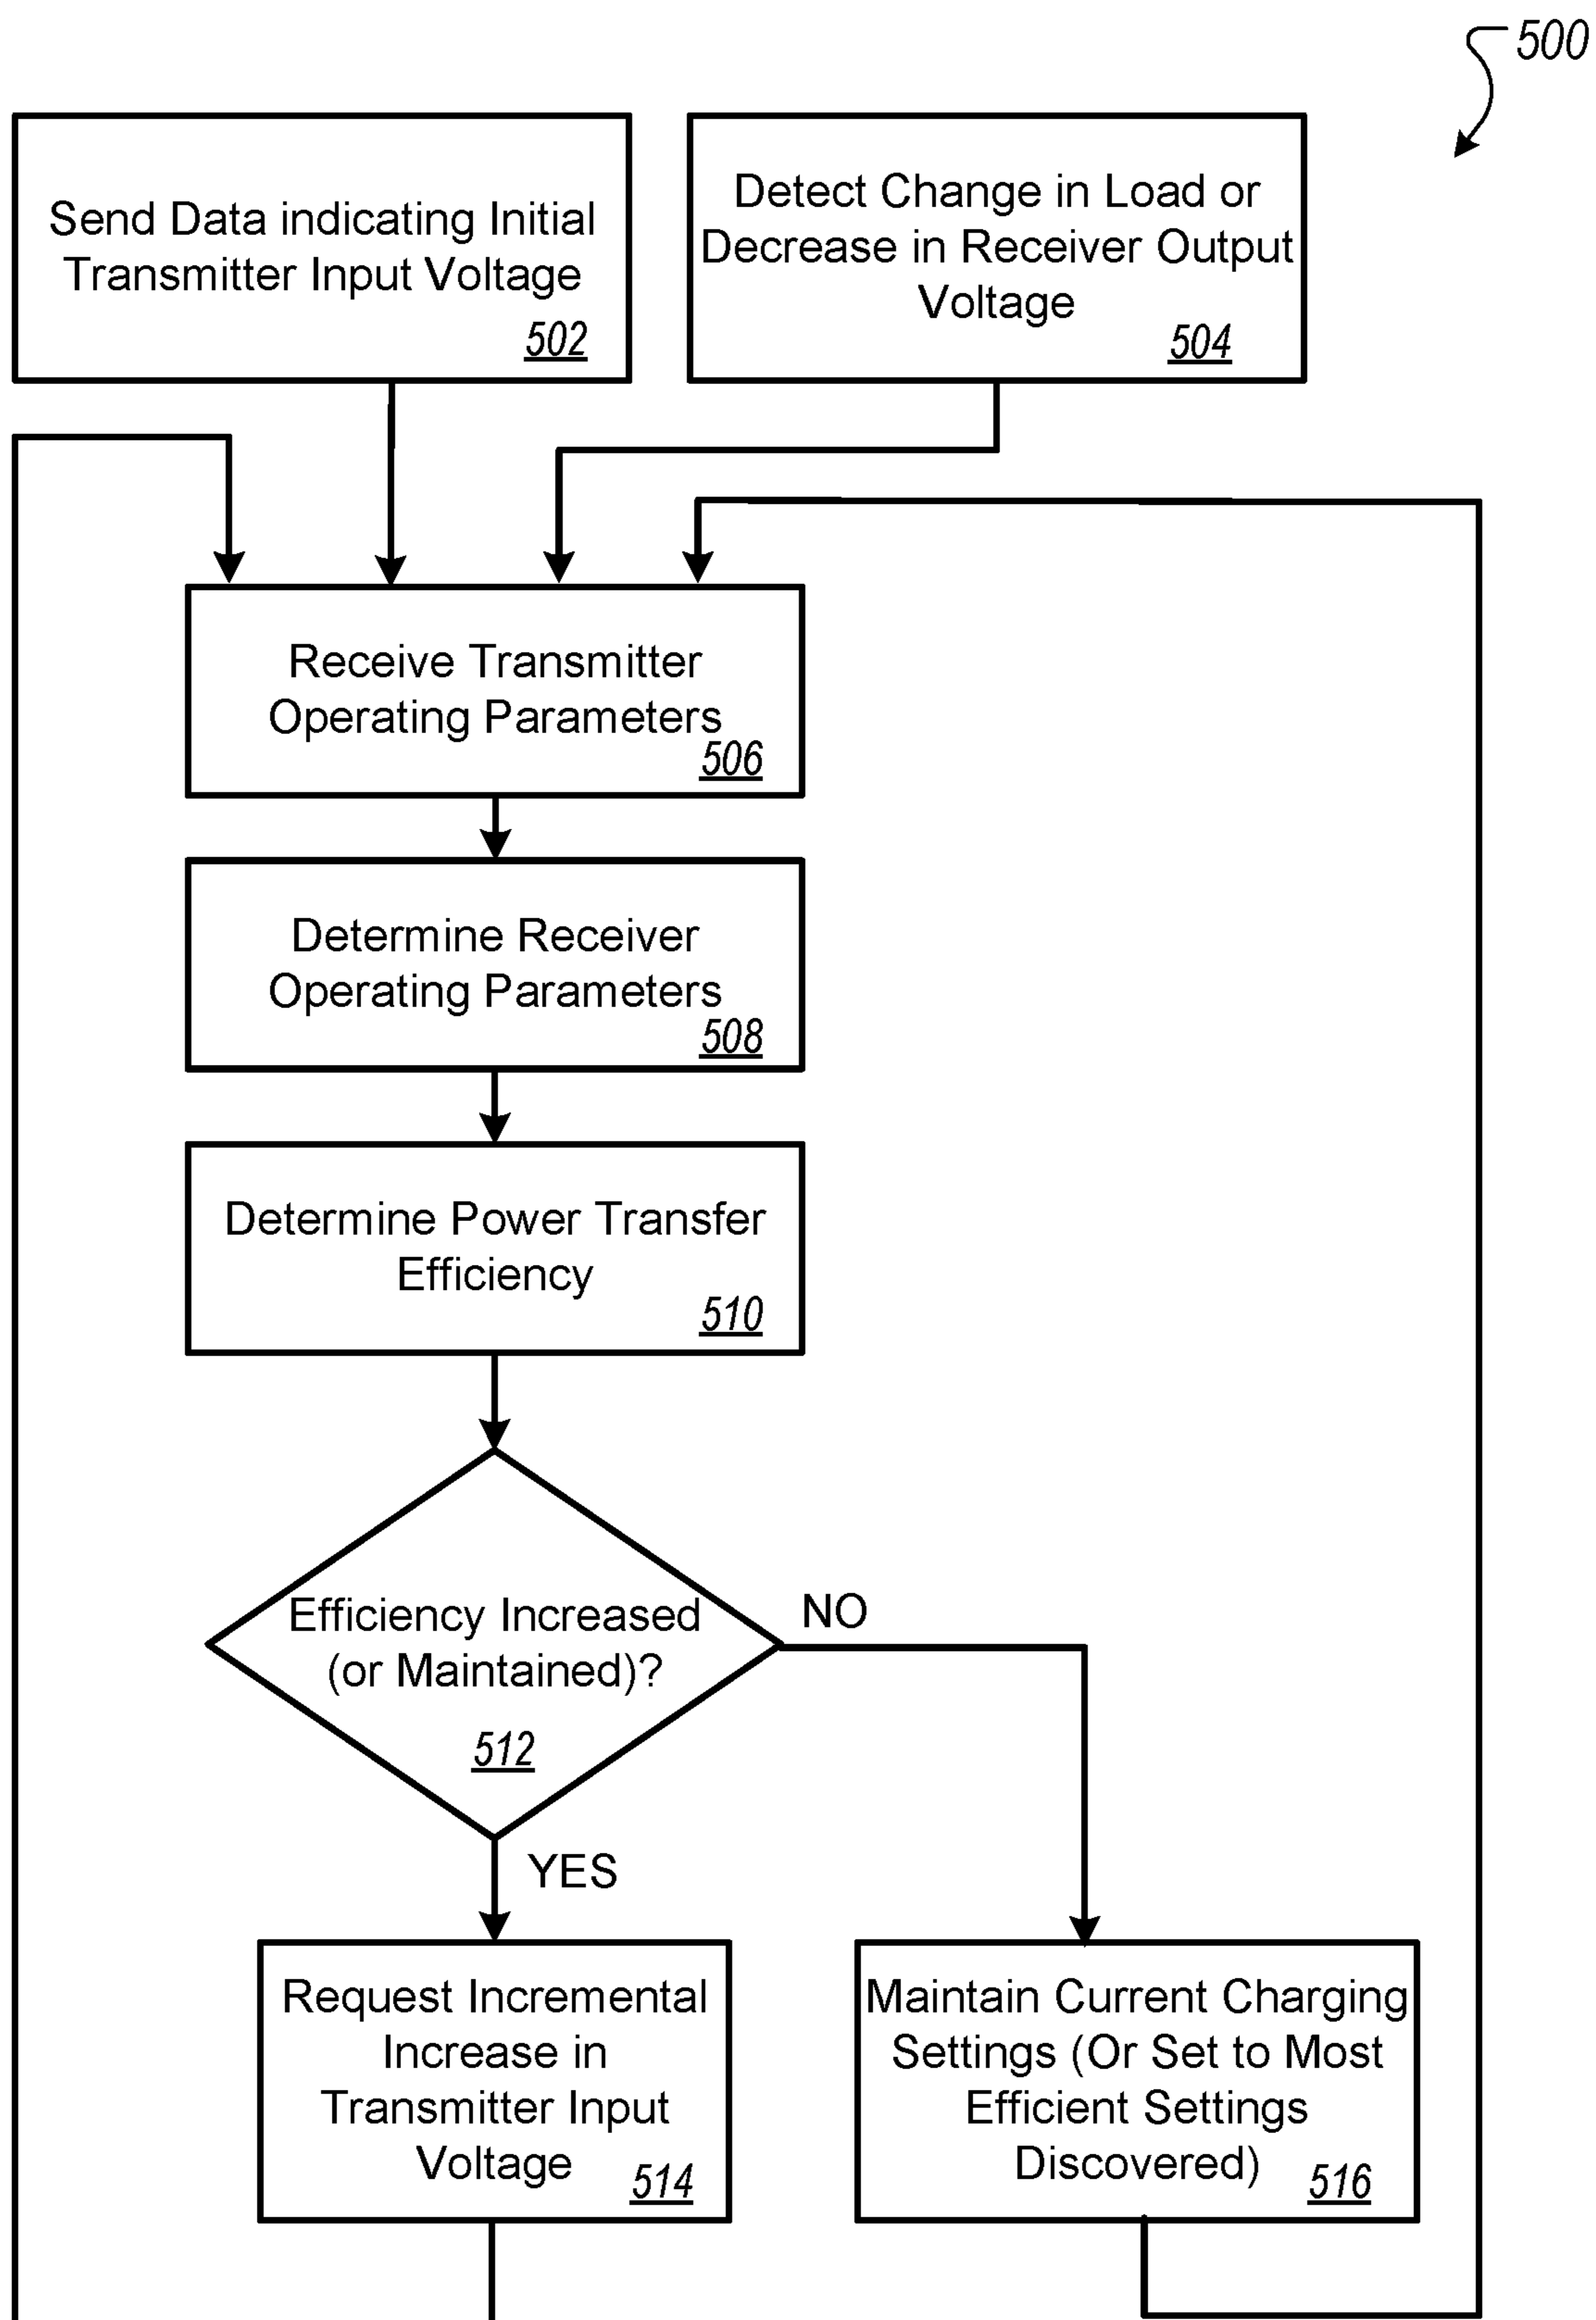 500
Send Data indicating Initial
Transmitter Input Voltage
502
Detect Change in Load or
Decrease in Receiver Output
Voltage
504
Receive Transmitter
Operating Parameters
506
Determine Receiver
Operating Parameters
508
Determine Power Transfer
Efficiency
510
Efficiency Increased
(or Maintained)?
512
NO
YES
Request Incremental
Increase in
Transmitter Input
Voltage
514
Maintain Current Charging
Settings (Or Set to Most
Efficient Settings
Discovered)
516